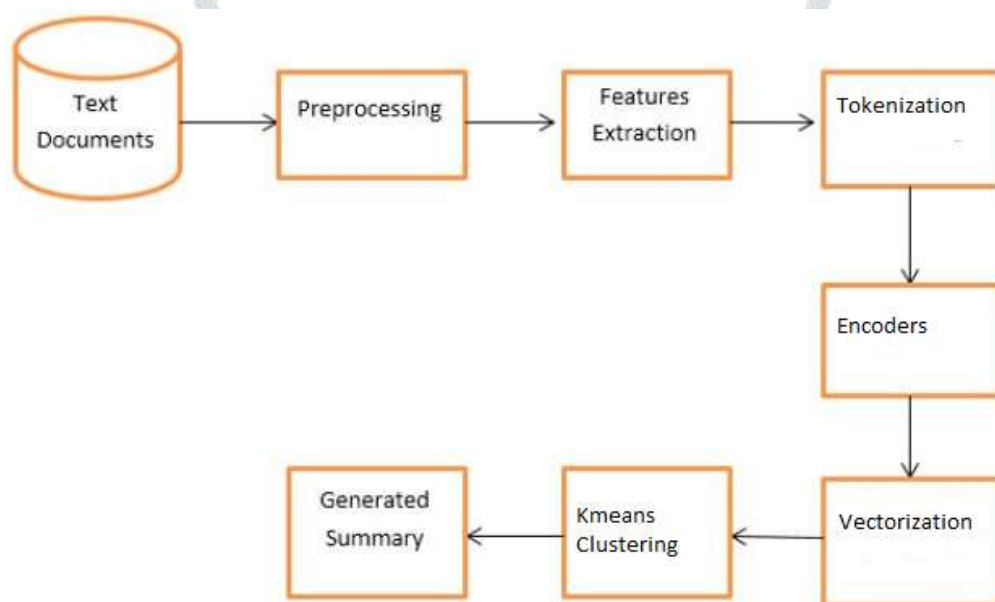 Text
Documents
Preprocessing
Features
Extraction
Tokenization
Encoders
Vectorization
Kmeans
Clustering
Generated
Summary